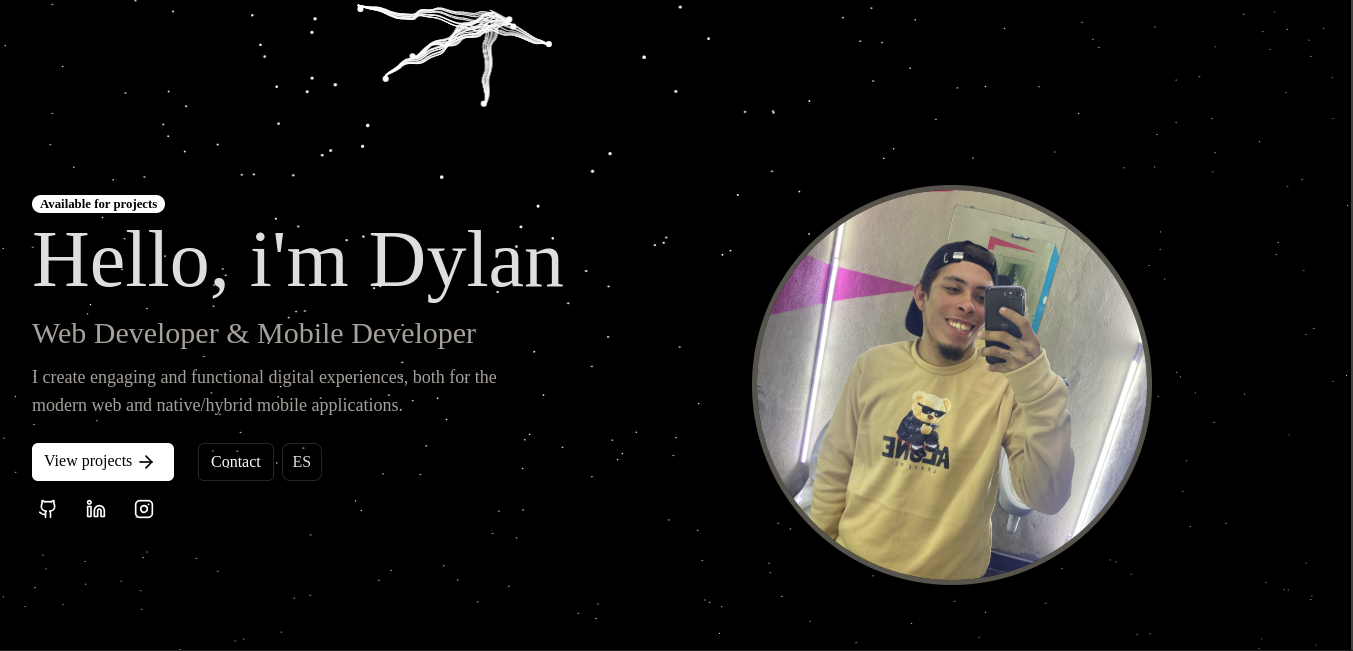 Available for projects
Hello, i'm Dylan
Web Developer & Mobile Developer
I create engaging and functional digital experiences, both for the
modern web and native/hybrid mobile applications.
View projects
Contact
ES
ALONE